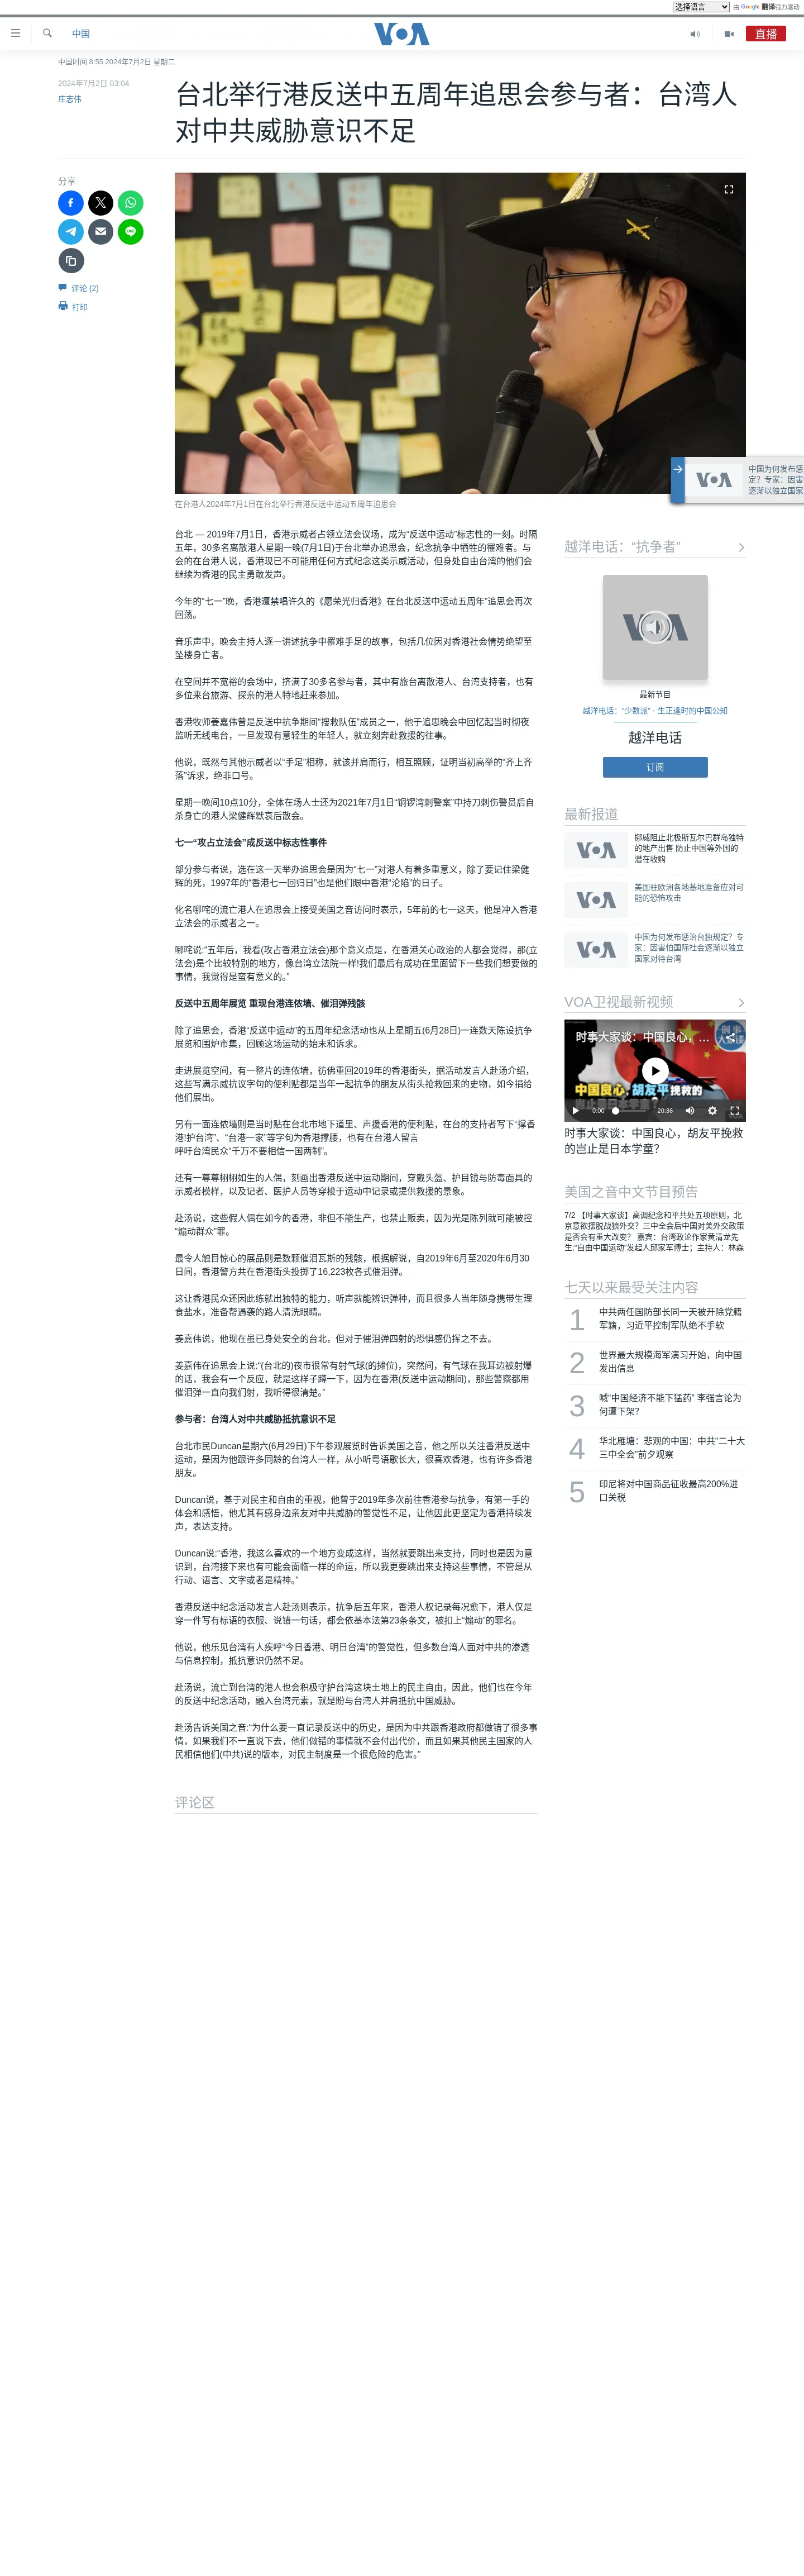 选择语言 由 Google 翻译强力驱动
中国
VOA
直播
中国时间 8:55 2024年7月2日 星期二
2024年7月2日 03:04
庄志伟
台北举行港反送中五周年追思会参与者：台湾人
对中共威胁意识不足
分享
评论 (2)
打印
在台港人2024年7月1日在台北举行香港反送中运动五周年追思会
VOA
中国为何发布惩
定？专家：因害
逐渐以独立国家
台北 — 2019年7月1日，香港示威者占领立法会议场，成为“反送中运动”标志性的一刻。时隔
五年，30多名离散港人星期一晚(7月1日)于台北举办追思会，纪念抗争中牺牲的罹难者。与
会的在台港人说，香港现已不可能用任何方式纪念这类示威活动，但身处自由台湾的他们会
继续为香港的民主勇敢发声。
今年的“七一”晚，香港遭禁唱许久的《愿荣光归香港》在台北反送中运动五周年”追思会再次
回荡。
音乐声中，晚会主持人逐一讲述抗争中罹难手足的故事，包括几位因对香港社会情势绝望至
坠楼身亡者。
在空间并不宽裕的会场中，挤满了30多名参与者，其中有旅台离散港人、台湾支持者，也有
多位来台旅游、探亲的港人特地赶来参加。
香港牧师姜嘉伟曾是反送中抗争期间“搜救队伍”成员之一，他于追思晚会中回忆起当时彻夜
监听无线电台，一旦发现有意轻生的年轻人，就立刻奔赴救援的往事。
他说，既然与其他示威者以“手足”相称，就该并肩而行，相互照顾，证明当初高举的“齐上齐
落”诉求，绝非口号。
星期一晚间10点10分，全体在场人士还为2021年7月1日“铜锣湾刺警案”中持刀刺伤警员后自
杀身亡的港人梁健辉默哀后散会。
七一“攻占立法会”成反送中标志性事件
部分参与者说，选在这一天举办追思会是因为“七一”对港人有着多重意义，除了要记住梁健
辉的死，1997年的“香港七一回归日”也是他们眼中香港“沦陷”的日子。
化名哪咤的流亡港人在追思会上接受美国之音访问时表示，5年前的七一这天，他是冲入香港
立法会的示威者之一。
哪咤说:“五年后，我看(攻占香港立法会)那个意义点是，在香港关心政治的人都会觉得，那(立
法会)是个比较特别的地方，像台湾立法院一样!我们最后有成功在里面留下一些我们想要做的
事情，我觉得是蛮有意义的。”
反送中五周年展览 重现台港连侬墙、催泪弹残骸
除了追思会，香港“反送中运动”的五周年纪念活动也从上星期五(6月28日)一连数天陈设抗争
展览和围炉市集，回顾这场运动的始末和诉求。
走进展览空间，有一整片的连侬墙，彷佛重回2019年的香港街头，据活动发言人赴汤介绍，
这些写满示威抗议字句的便利贴都是当年一起抗争的朋友从街头抢救回来的史物，如今捐给
他们展出。
另有一面连侬墙则是当时贴在台北市地下道里、声援香港的便利贴，在台的支持者写下“撑香
港!护台湾”、“台港一家”等字句为香港撑腰，也有在台港人留言
呼吁台湾民众“千万不要相信一国两制”。
还有一尊尊栩栩如生的人偶，刻画出香港反送中运动期间，穿戴头盔、护目镜与防毒面具的
示威者模样，以及记者、医护人员等穿梭于运动中记录或提供救援的景象。
赴汤说，这些假人偶在如今的香港，非但不能生产，也禁止贩卖，因为光是陈列就可能被控
“煽动群众”罪。
最令人触目惊心的展品则是数颗催泪瓦斯的残骸，根据解说，自2019年6月至2020年6月30
日间，香港警方共在香港街头投掷了16,223枚各式催泪弹。
这让香港民众还因此练就出独特的能力，听声就能辨识弹种，而且很多人当年随身携带生理
食盐水，准备帮遇袭的路人清洗眼睛。
姜嘉伟说，他现在虽已身处安全的台北，但对于催泪弹四射的恐惧感仍挥之不去。
姜嘉伟在追思会上说:“(台北的)夜市很常有射气球(的摊位)，突然间，有气球在我耳边被射爆
的话，我会有一个反应，就是这样子蹲一下，因为在香港(反送中运动期间)，那些警察都用
催泪弹一直向我们射，我听得很清楚。”
参与者：台湾人对中共威胁抵抗意识不足
台北市民Duncan星期六(6月29日)下午参观展览时告诉美国之音，他之所以关注香港反送中
运动，是因为他跟许多同龄的台湾人一样，从小听粤语歌长大，很喜欢香港，也有许多香港
朋友。
Duncan说，基于对民主和自由的重视，他曾于2019年多次前往香港参与抗争，有第一手的
体会和感悟，他尤其有感身边亲友对中共威胁的警觉性不足，让他因此更坚定为香港持续发
声，表达支持。
Duncan说:“香港，我这么喜欢的一个地方变成这样，当然就要跳出来支持，同时也是因为意
识到，台湾接下来也有可能会面临一样的命运，所以我更要跳出来支持这些事情，不管是从
行动、语言、文字或者是精神。”
香港反送中纪念活动发言人赴汤则表示，抗争后五年来，香港人权记录每况愈下，港人仅是
穿一件写有标语的衣服、说错一句话，都会依基本法第23条条文，被扣上“煽动”的罪名。
他说，他乐见台湾有人疾呼“今日香港、明日台湾”的警觉性，但多数台湾人面对中共的渗透
与信息控制，抵抗意识仍然不足。
赴汤说，流亡到台湾的港人也会积极守护台湾这块土地上的民主自由，因此，他们也在今年
的反送中纪念活动，融入台湾元素，就是盼与台湾人并肩抵抗中国威胁。
赴汤告诉美国之音:“为什么要一直记录反送中的历史，是因为中共跟香港政府都做错了很多事
情，如果我们不一直说下去，他们做错的事情就不会付出代价，而且如果其他民主国家的人
民相信他们(中共)说的版本，对民主制度是一个很危险的危害。”
评论区
越洋电话：“抗争者”
VOA
最新节目
越洋电话：“少数派” - 生正逢时的中国公知
越洋电话
订阅
最新报道
VOA
挪威阻止北极斯瓦尔巴群岛独特
的地产出售 防止中国等外国的
潜在收购
VOA
美国驻欧洲各地基地准备应对可
能的恐怖攻击
VOA
中国为何发布惩治台独规定？专
家：因害怕国际社会逐渐以独立
国家对待台湾
VOA卫视最新视频
时事大家谈：中国良心，...
时事
中国良心，胡友平挽救的
岂止是日本学童？
0:00 20:36
时事大家谈：中国良心，胡友平挽救
的岂止是日本学童？
美国之音中文节目预告
7/2 【时事大家谈】高调纪念和平共处五项原则，北
京意欲摆脱战狼外交？三中全会后中国对美外交政策
是否会有重大改变？ 嘉宾：台湾政论作家黄清龙先
生;“自由中国运动”发起人邱家军博士；主持人：林森
七天以来最受关注内容
1 中共两任国防部长同一天被开除党籍
军籍，习近平控制军队绝不手软
2 世界最大规模海军演习开始，向中国
发出信息
3 喊“中国经济不能下猛药” 李强言论为
何遭下架？
4 华北雁塘：悲观的中国：中共“二十大
三中全会”前夕观察
5 印尼将对中国商品征收最高200%进
口关税